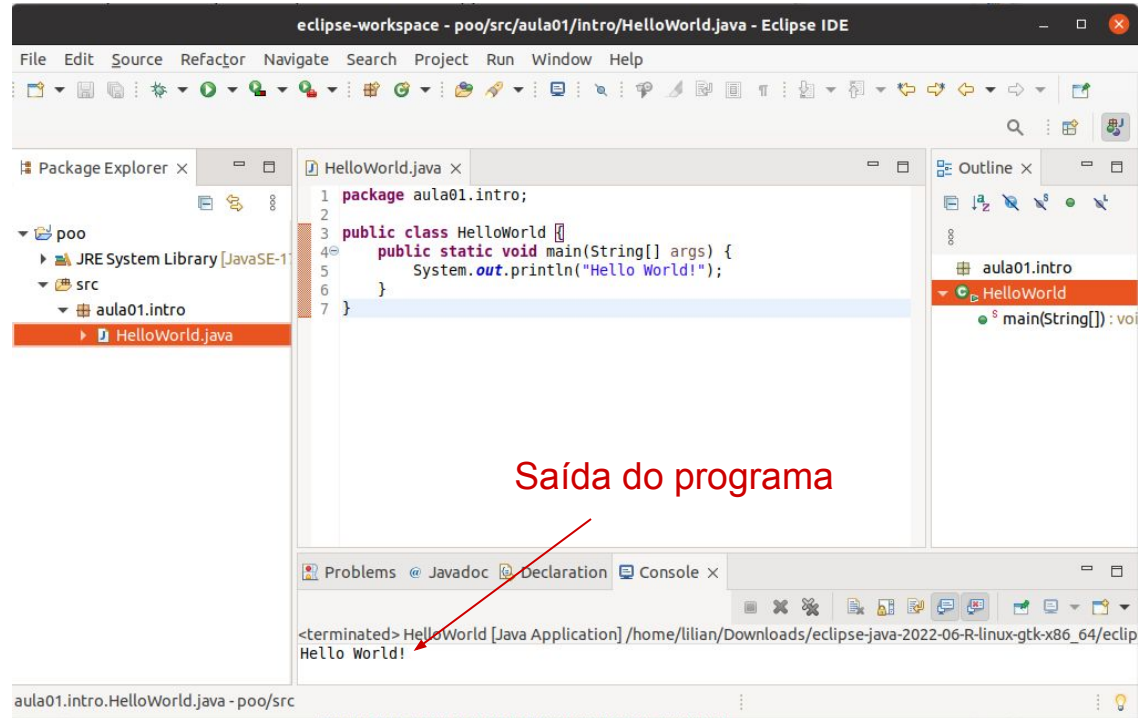 eclipse-workspace - poo/src/aula01/intro/HelloWorld.java - Eclipse IDE
File Edit Source Refactor Navigate Search Project Run Window Help
Package Explorer
poo
JRE System Library [JavaSE-1
src
aula01.intro
HelloWorld.java
HelloWorld.java
1 package aula01.intro;
2
3 public class HelloWorld {
4 public static void main(String[] args) {
5 System.out.println("Hello World!");
6 }
7 }
Outline
aula01.intro
HelloWorld
main(String[]) : voi
Saída do programa
Problems @ Javadoc Declaration Console
<terminated> HelloWorld [Java Application] /home/lilian/Downloads/eclipse-java-2022-06-R-linux-gtk-x86_64/eclip
Hello World!
aula01.intro.HelloWorld.java - poo/src